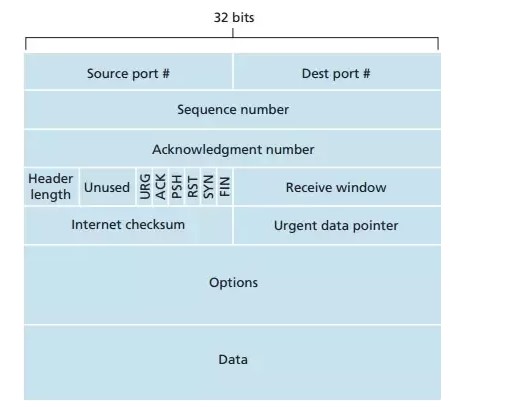 32 bits
Source port # Dest port #
Sequence number
Acknowledgment number
Header length Unused URG ACK PSH RST SYN FIN Receive window
Internet checksum Urgent data pointer
Options
Data